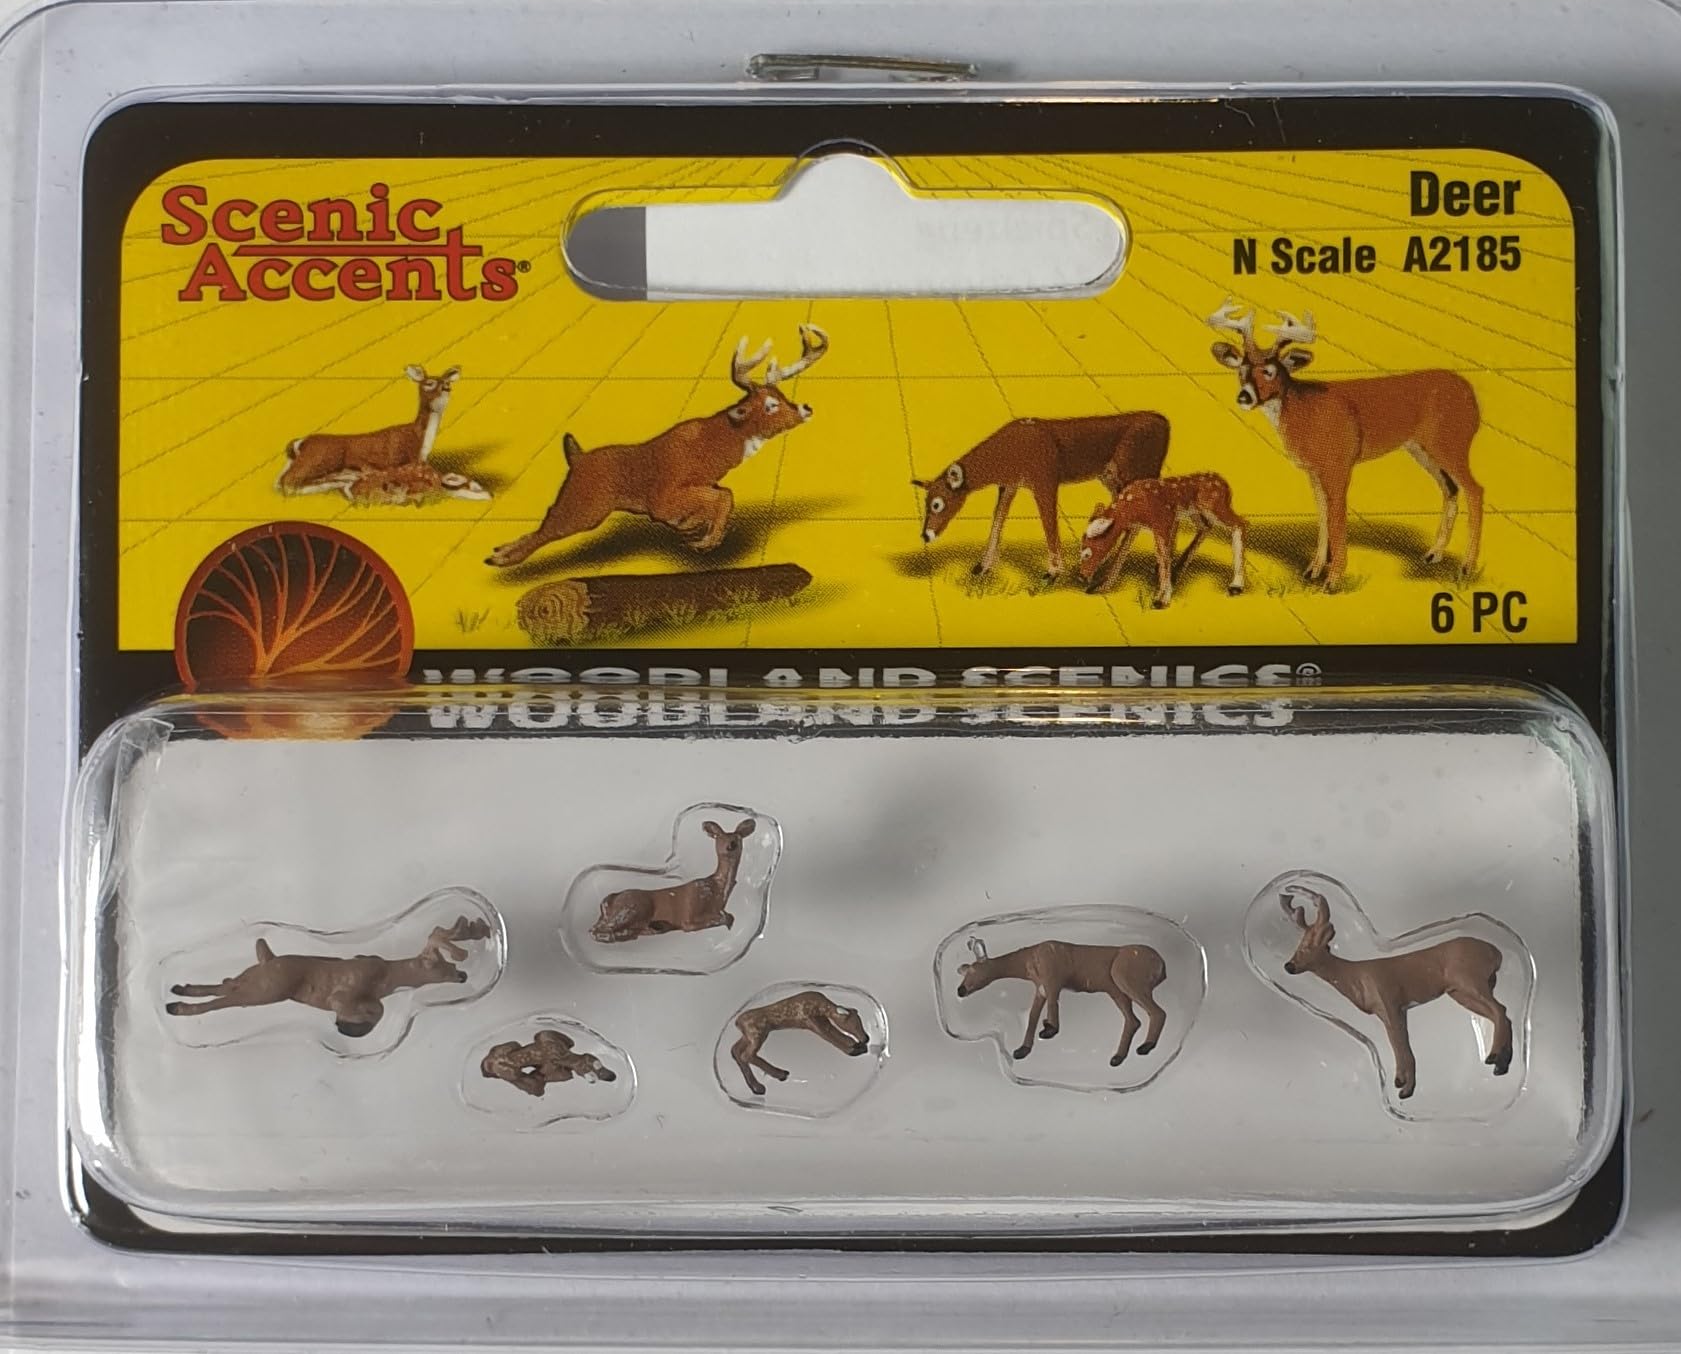 Scenic
Accents®
Deer
N Scale A2185
6 PC
WOODLAND SCENICS®